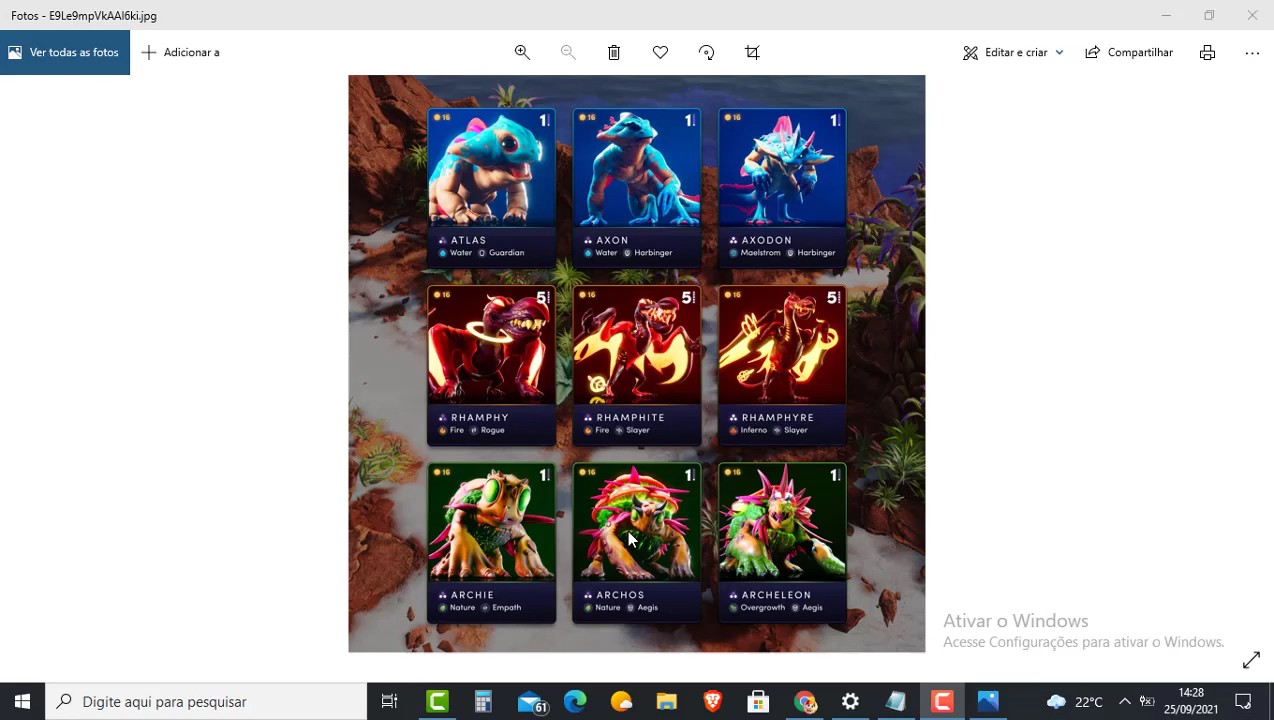 Fotos - E9Le9mpVkAAl6ki.jpg
Ver todas as fotos
Adicionar a
Editar e criar
Compartilhar
16 1
16 1
16 1
ATLAS
Water Guardian
AXON
Water Harbinger
AXODON
Maelstrom Harbinger
16 5
16 5
16 5
RHAMPHY
Fire Rogue
RHAMPHITE
Fire Slayer
RHAMPHYRE
Inferno Slayer
16 1
16 1
16 1
ARCHIE
Nature Empath
ARCHOS
Nature Aegis
ARCHELEON
Overgrowth Aegis
Ativar o Windows
Acesse Configurações para ativar o Windows.
Digite aqui para pesquisar
61
22°C
14:28
25/09/2021